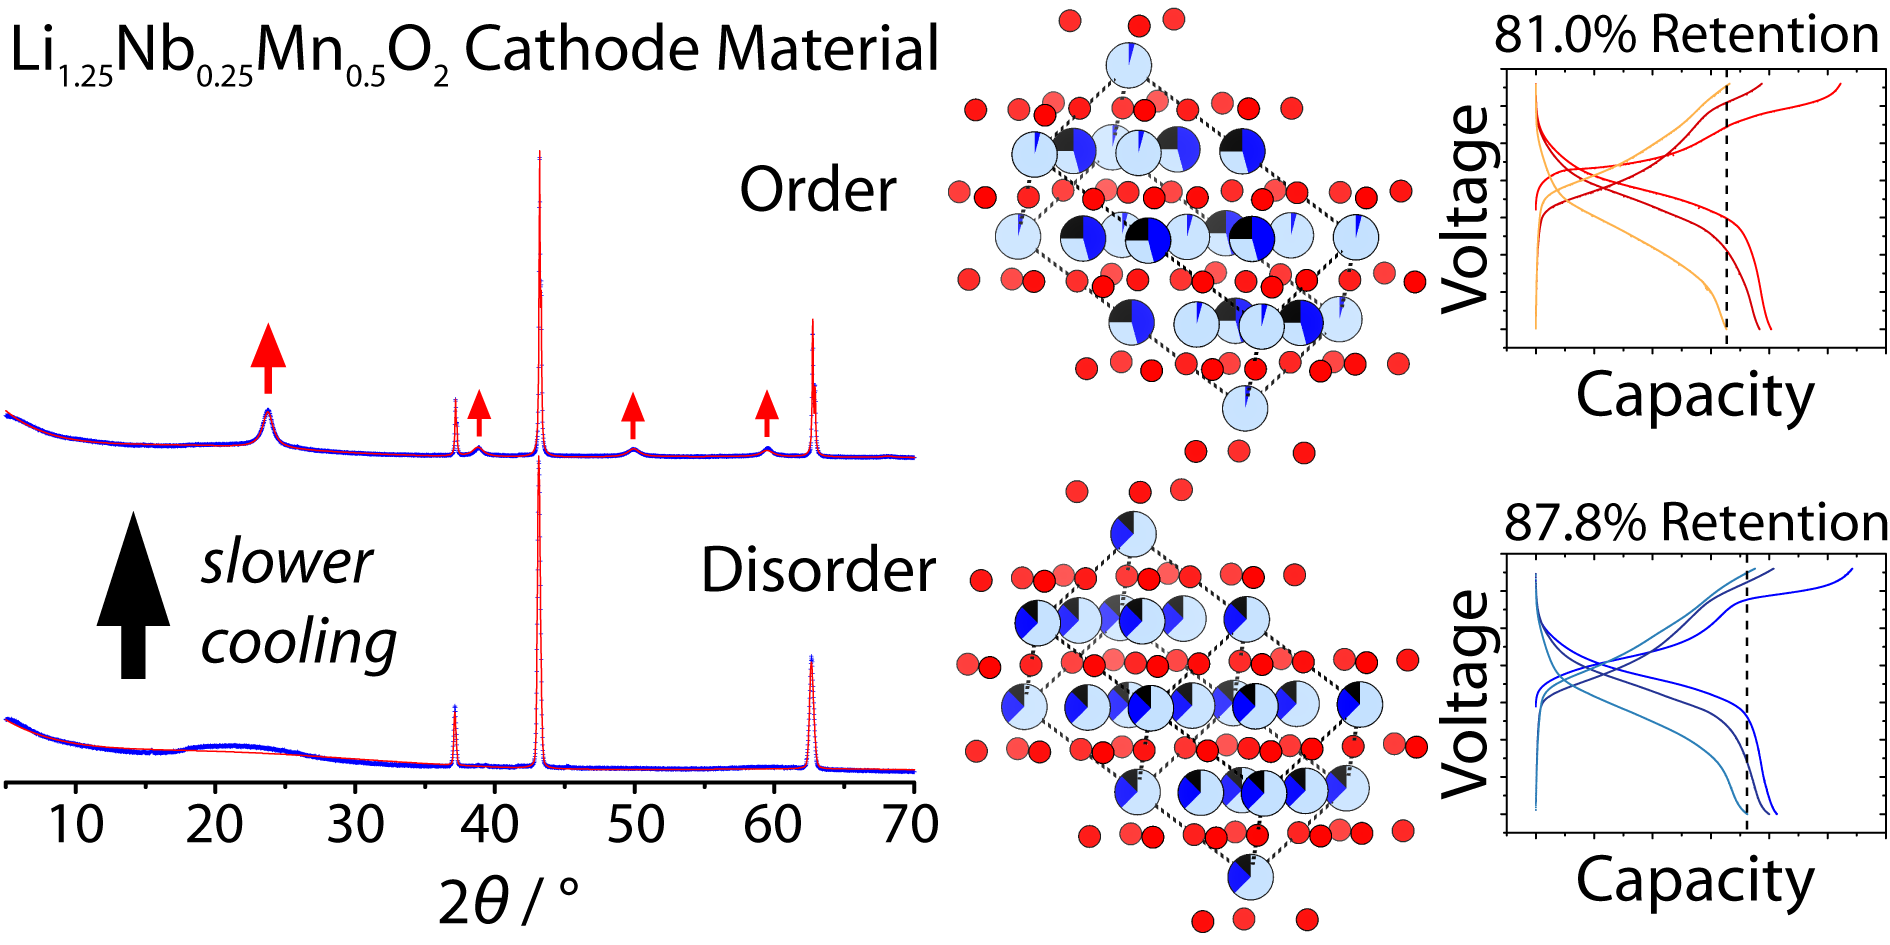 Li1.25Nb0.25Mn0.5O2 Cathode Material
Order
slower
cooling
Disorder
10 20 30 40 50 60 70
2θ / °
81.0% Retention
Voltage
Capacity
87.8% Retention
Voltage
Capacity